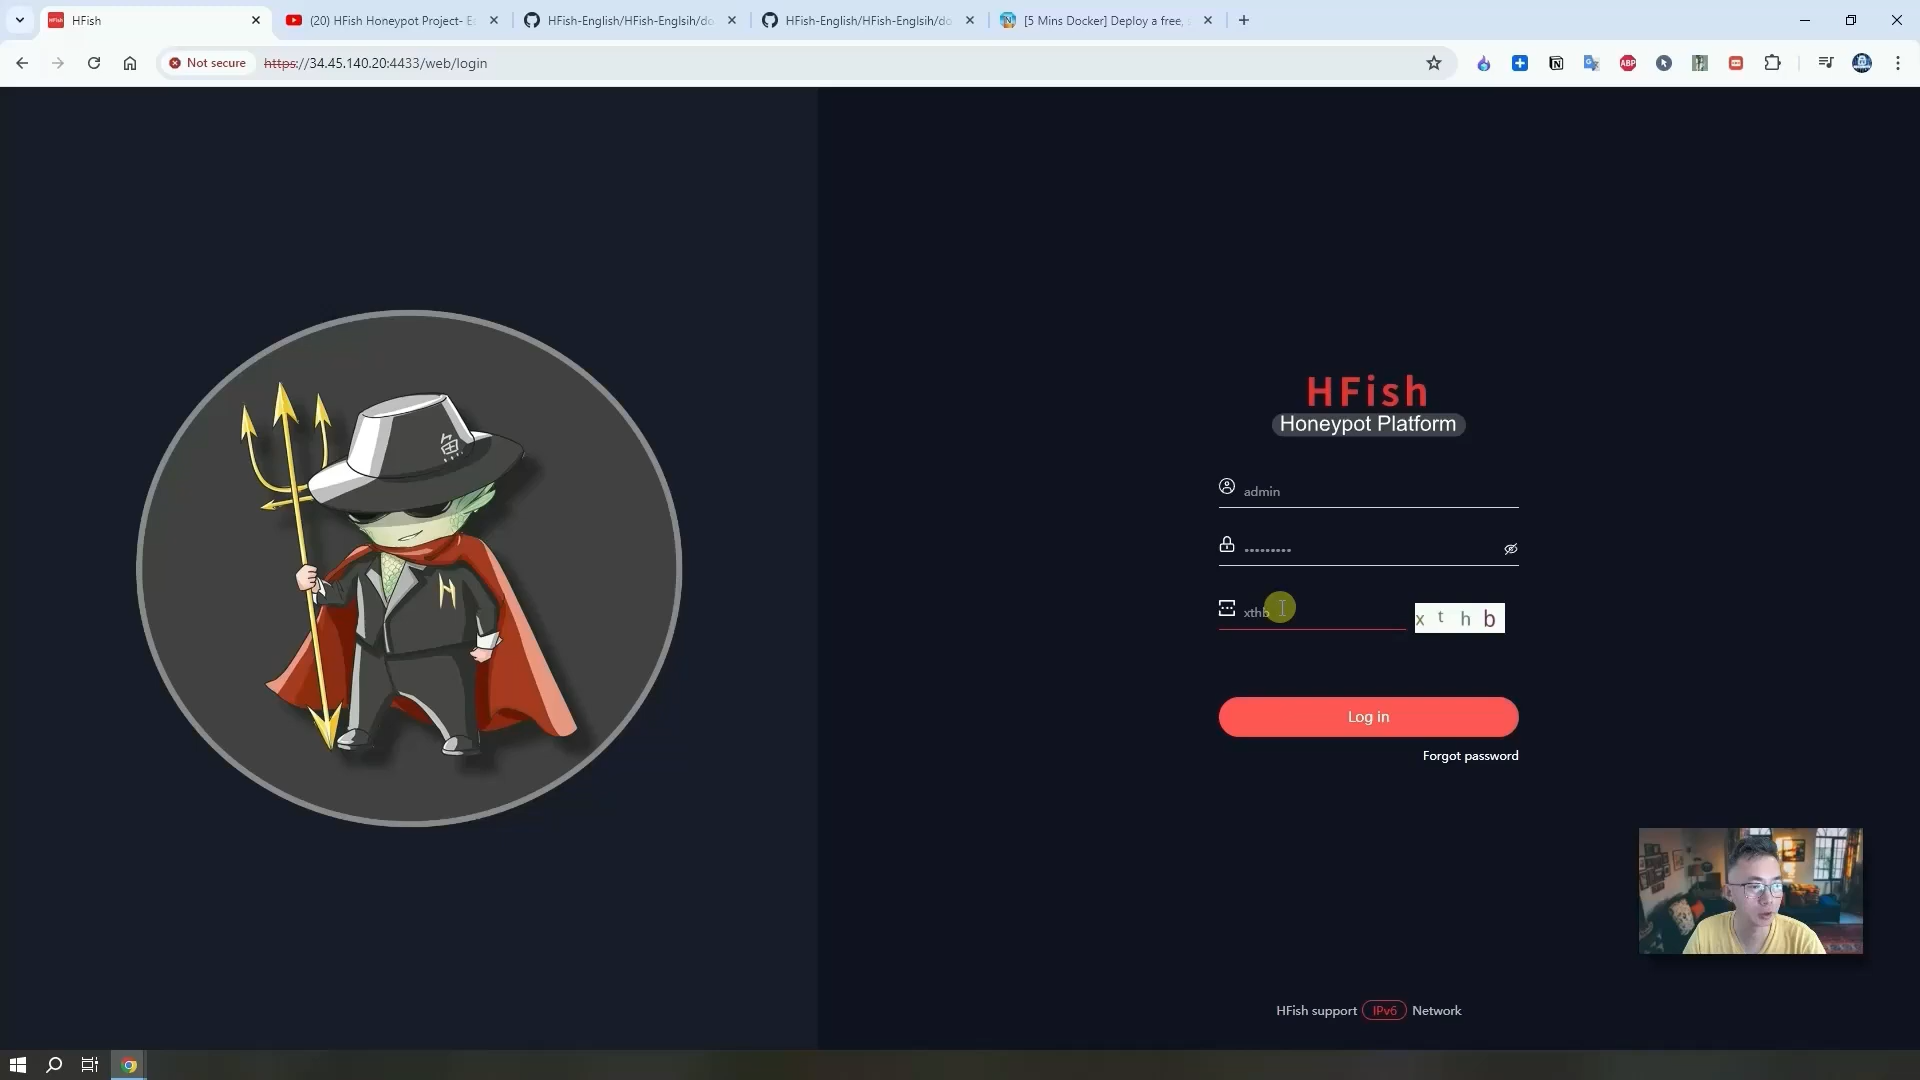 HFish
(20) HFish Honeypot Project- E
HFish-English/HFish-Englsih/do
HFish-English/HFish-Englsih/do
[5 Mins Docker] Deploy a free,
Not secure
https://34.45.140.20:4433/web/login
ABP
魚
H
HFish
Honeypot Platform
admin
•••••••••
xthb
x t h b
Log in
Forgot password
HFish support IPv6 Network